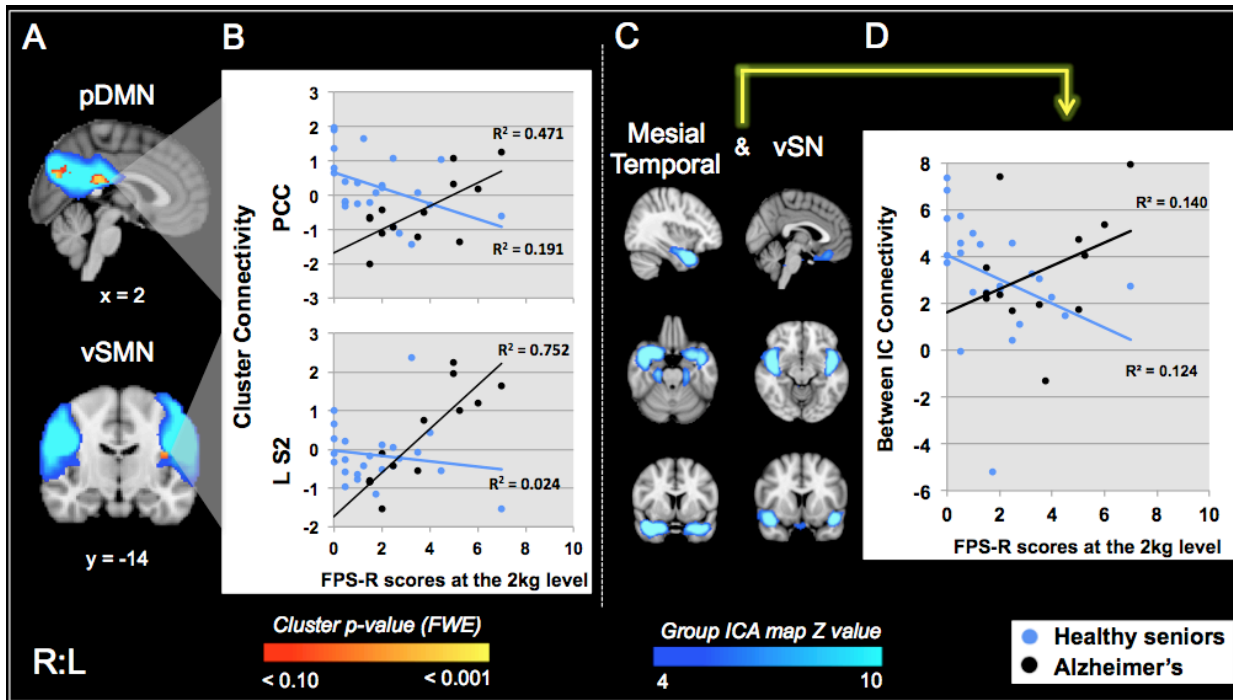 A
B
C
D
pDMN
x = 2
vSMN
y = -14
R:L
Cluster Connectivity
PCC
3
2
1
0
-1
-2
-3
R² = 0.471
R² = 0.191
L S2
3
2
1
0
-1
-2
R² = 0.752
R² = 0.024
0 2 4 6 8 10
FPS-R scores at the 2kg level
Cluster p-value (FWE)
< 0.10 < 0.001
Mesial
Temporal & vSN
Between IC Connectivity
8
6
4
2
0
-2
-4
-6
R² = 0.140
R² = 0.124
0 2 4 6 8 10
FPS-R scores at the 2kg level
Group ICA map Z value
4 10
Healthy seniors
Alzheimer's